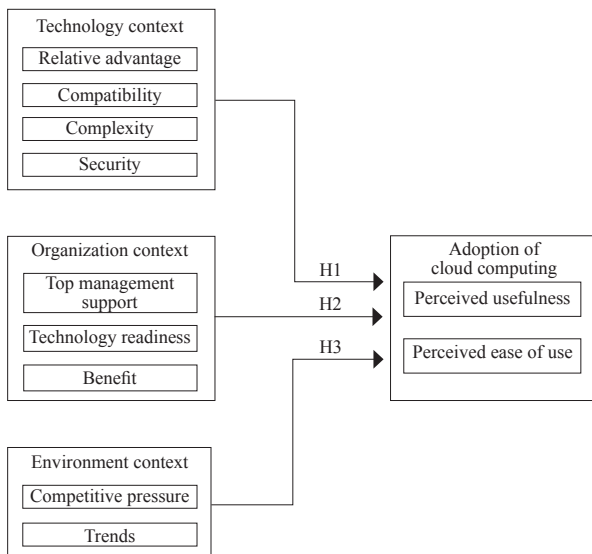 Technology context
Relative advantage
Compatibility
Complexity
Security
Organization context
Top management
support
Technology readiness
Benefit
Environment context
Competitive pressure
Trends
H1
H2
H3
Adoption of
cloud computing
Perceived usefulness
Perceived ease of use